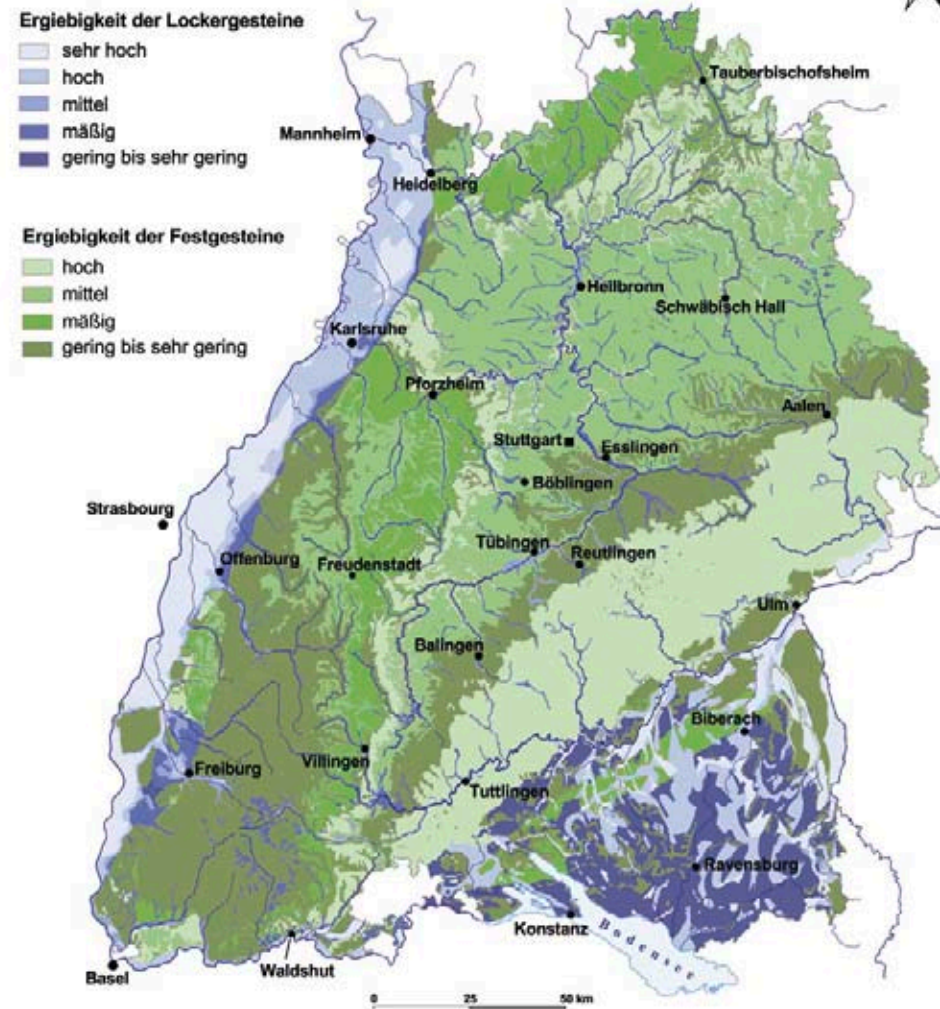 Ergiebigkeit der Lockergesteine
sehr hoch
hoch
mittel
mäßig
gering bis sehr gering
Ergiebigkeit der Festgesteine
hoch
mittel
mäßig
gering bis sehr gering
Tauberbischofsheim
Mannheim
Heidelberg
Heilbronn
Schwäbisch Hall
Karlsruhe
Pforzheim
Aalen
Stuttgart
Esslingen
Böblingen
Strasbourg
Tübingen
Reutlingen
Offenburg
Freudenstadt
Ulm
Balingen
Biberach
Villingen
Freiburg
Tuttlingen
Ravensburg
Konstanz
Bodensee
Waldshut
Basel
0 25 50 km